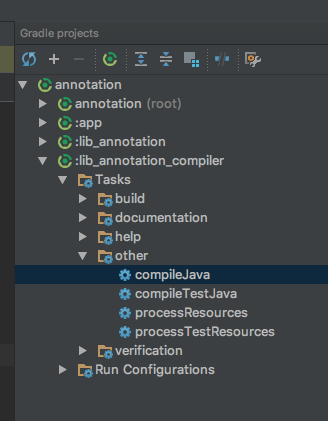 Gradle projects
annotation
annotation (root)
:app
:lib_annotation
:lib_annotation_compiler
Tasks
build
documentation
help
other
compileJava
compileTestJava
processResources
processTestResources
verification
Run Configurations